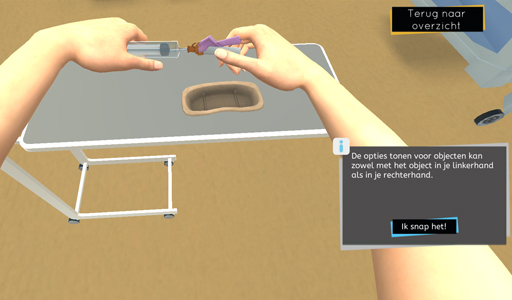 Terug naar
overzicht
De opties tonen voor objecten kan
zowel met het object in je linkerhand
als in je rechterhand.
Ik snap het!